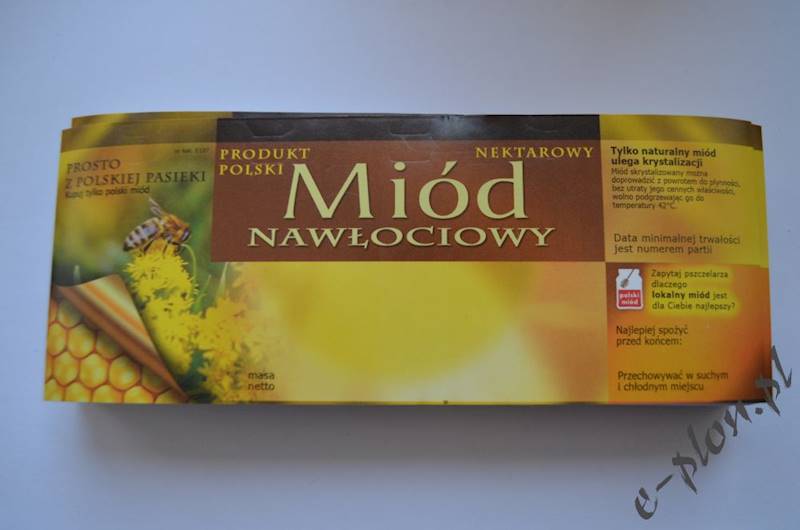 PROSTO
Z POLSKIEJ PASIEKI
Kupuj tylko polski miód
PRODUKT
POLSKI
NEKTAROWY
Miód
NAWŁOCIOWY
masa
netto
Tylko naturalny miód
ulega krystalizacji
Miód skrystalizowany można
doprowadzić z powrotem do płynności,
bez utraty jego cennych właściwości,
wolno podgrzewając go do
temperatury 42°C.
Data minimalnej trwałości
jest numerem partii
polski
miód
Zapytaj pszczelarza
dlaczego
lokalny miód jest
dla Ciebie najlepszy?
Najlepiej spożyć
przed końcem:
Przechowywać w suchym
i chłodnym miejscu
e-plon.pl